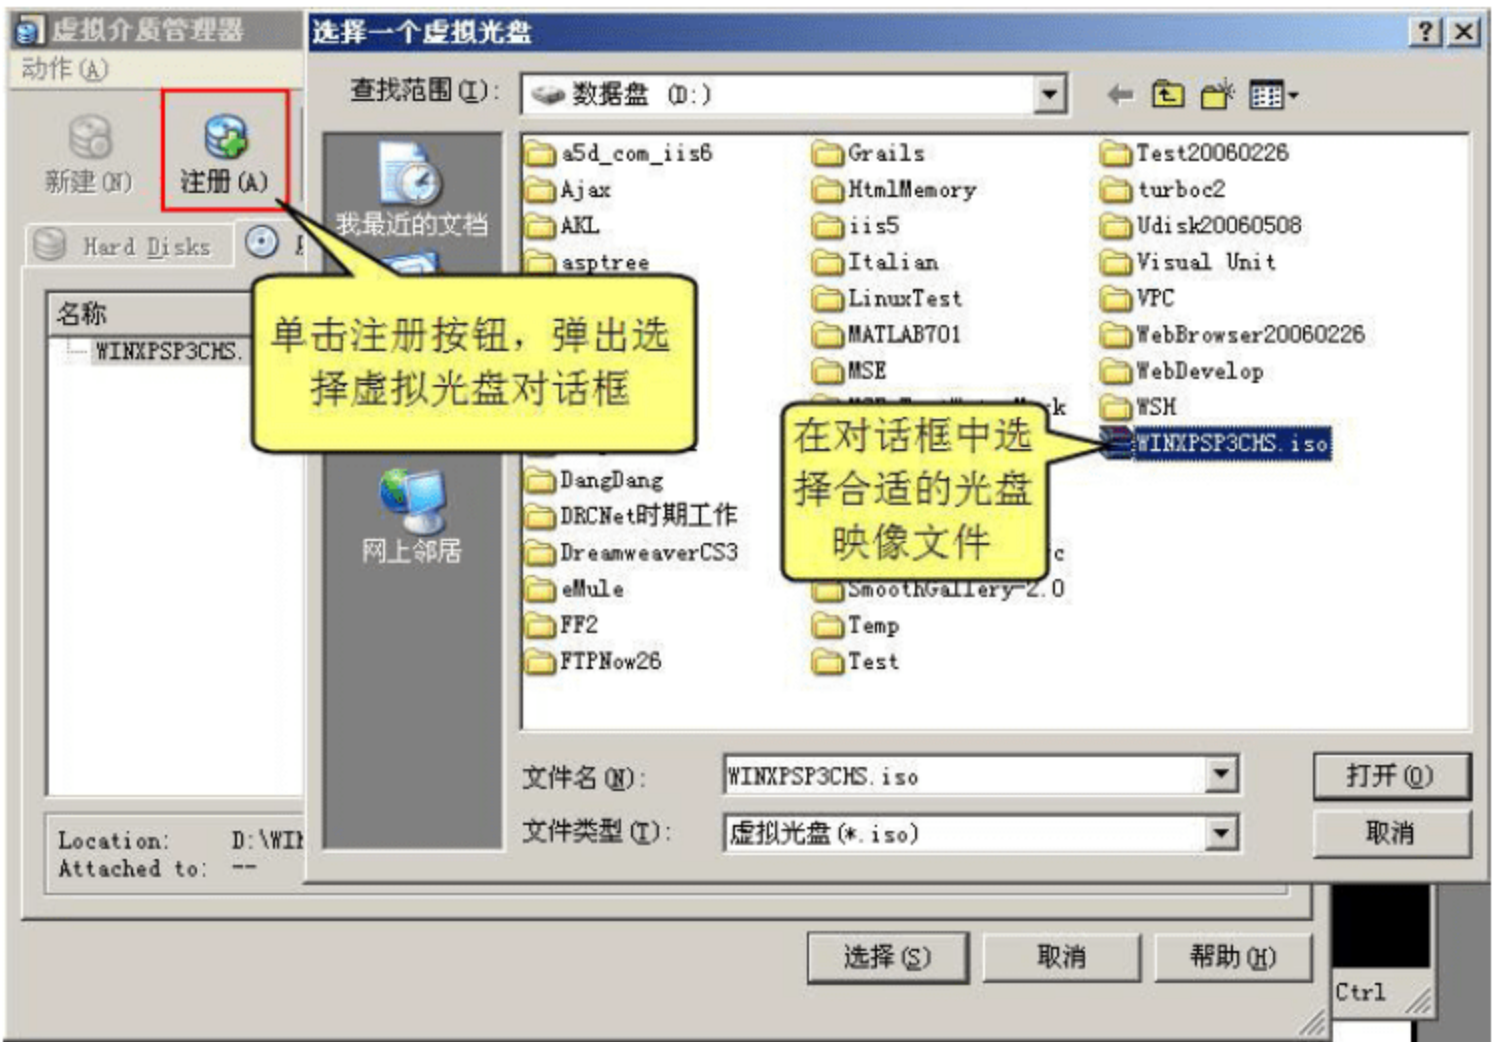 虚拟介质管理器
动作(A)
新建(N)
注册(A)
Hard Disks
名称
WINXPSP3CHS.
Location: D:\WIN
Attached to: --
单击注册按钮，弹出选
择虚拟光盘对话框
选择一个虚拟光盘
查找范围(I):
数据盘 (D:)
我最近的文档
网上邻居
a5d_com_iis6
Ajax
AKL
asptree
DangDang
DRCNet时期工作
DreamweaverCS3
eMule
FF2
FTPNow26
Grails
HtmlMemory
iis5
Italian
LinuxTest
MATLAB701
MSE
在对话框中选
择合适的光盘
映像文件
SmoothGallery-2.0
Temp
Test
Test20060226
turboc2
Udisk20060508
Visual Unit
VPC
WebBrowser20060226
WebDevelop
WSH
WINXPSP3CHS.iso
文件名(N):
WINXPSP3CHS.iso
打开(O)
文件类型(T):
虚拟光盘(*.iso)
取消
选择(S)
取消
帮助(H)
Ctrl